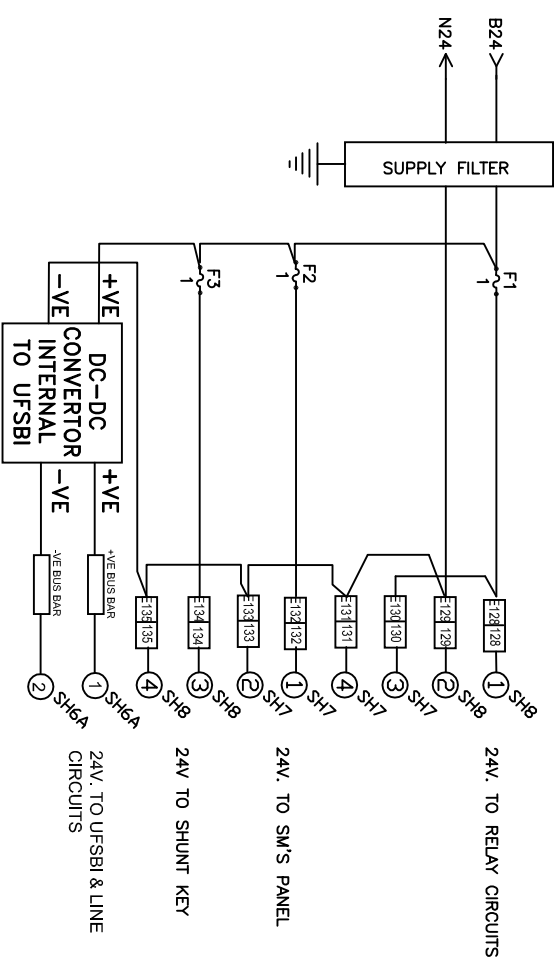 B24
N24
SUPPLY FILTER
F1
1
F2
1
F3
1
+VE
-VE
DC-DC
CONVERTOR
INTERNAL
TO UFSBI
+VE
-VE
+VE BUS BAR
-VE BUS BAR
128 128
129 129
130 130
131 131
132 132
133 133
134 134
135 135
1 SH8
2 SH8
3 SH7
4 SH7
1 SH7
2 SH7
3 SH8
4 SH8
1 SH6A
2 SH6A
24V. TO RELAY CIRCUITS
24V. TO SM'S PANEL
24V TO SHUNT KEY
24V. TO UFSBI & LINE
CIRCUITS